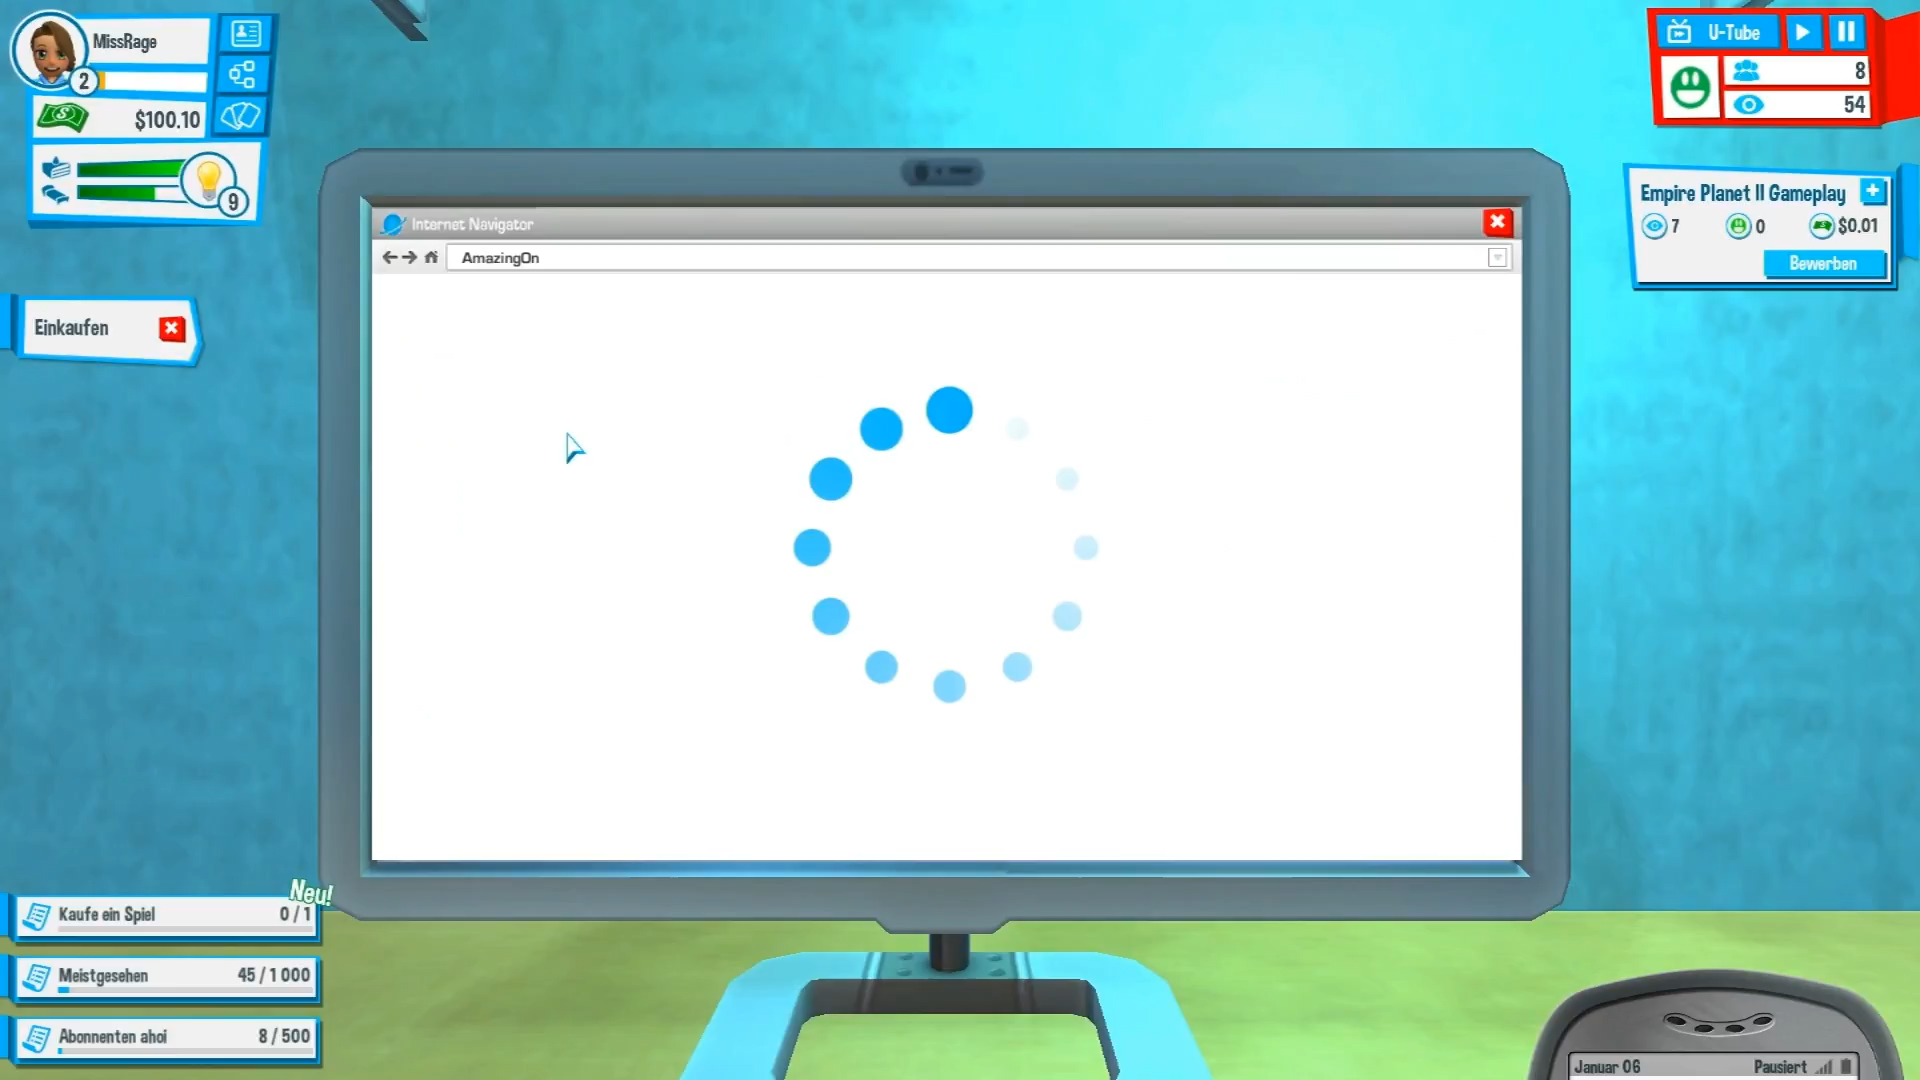 MissRage
2
$100.10
9
U-Tube
8
54
Empire Planet II Gameplay
7
0
$0.01
Bewerben
Internet Navigator
AmazingOn
Einkaufen
Neu!
Kaufe ein Spiel
0 / 1
Meistgesehen
45 / 1 000
Abonnenten ahoi
8 / 500
Januar 06
Pausiert